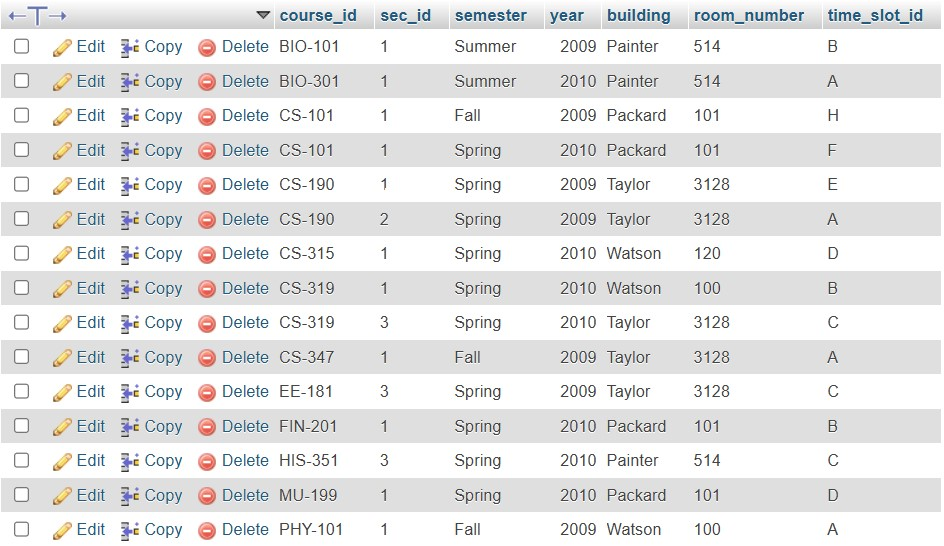 course_id sec_id semester year building room_number time_slot_id
Edit Copy Delete BIO-101 1 Summer 2009 Painter 514 B
Edit Copy Delete BIO-301 1 Summer 2010 Painter 514 A
Edit Copy Delete CS-101 1 Fall 2009 Packard 101 H
Edit Copy Delete CS-101 1 Spring 2010 Packard 101 F
Edit Copy Delete CS-190 1 Spring 2009 Taylor 3128 E
Edit Copy Delete CS-190 2 Spring 2009 Taylor 3128 A
Edit Copy Delete CS-315 1 Spring 2010 Watson 120 D
Edit Copy Delete CS-319 1 Spring 2010 Watson 100 B
Edit Copy Delete CS-319 3 Spring 2010 Taylor 3128 C
Edit Copy Delete CS-347 1 Fall 2009 Taylor 3128 A
Edit Copy Delete EE-181 3 Spring 2009 Taylor 3128 C
Edit Copy Delete FIN-201 1 Spring 2010 Packard 101 B
Edit Copy Delete HIS-351 3 Spring 2010 Painter 514 C
Edit Copy Delete MU-199 1 Spring 2010 Packard 101 D
Edit Copy Delete PHY-101 1 Fall 2009 Watson 100 A